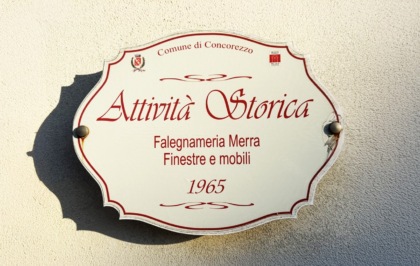 Comune di Concorezzo
Attività Storica
Falegnameria Merra
Finestre e mobili
1965